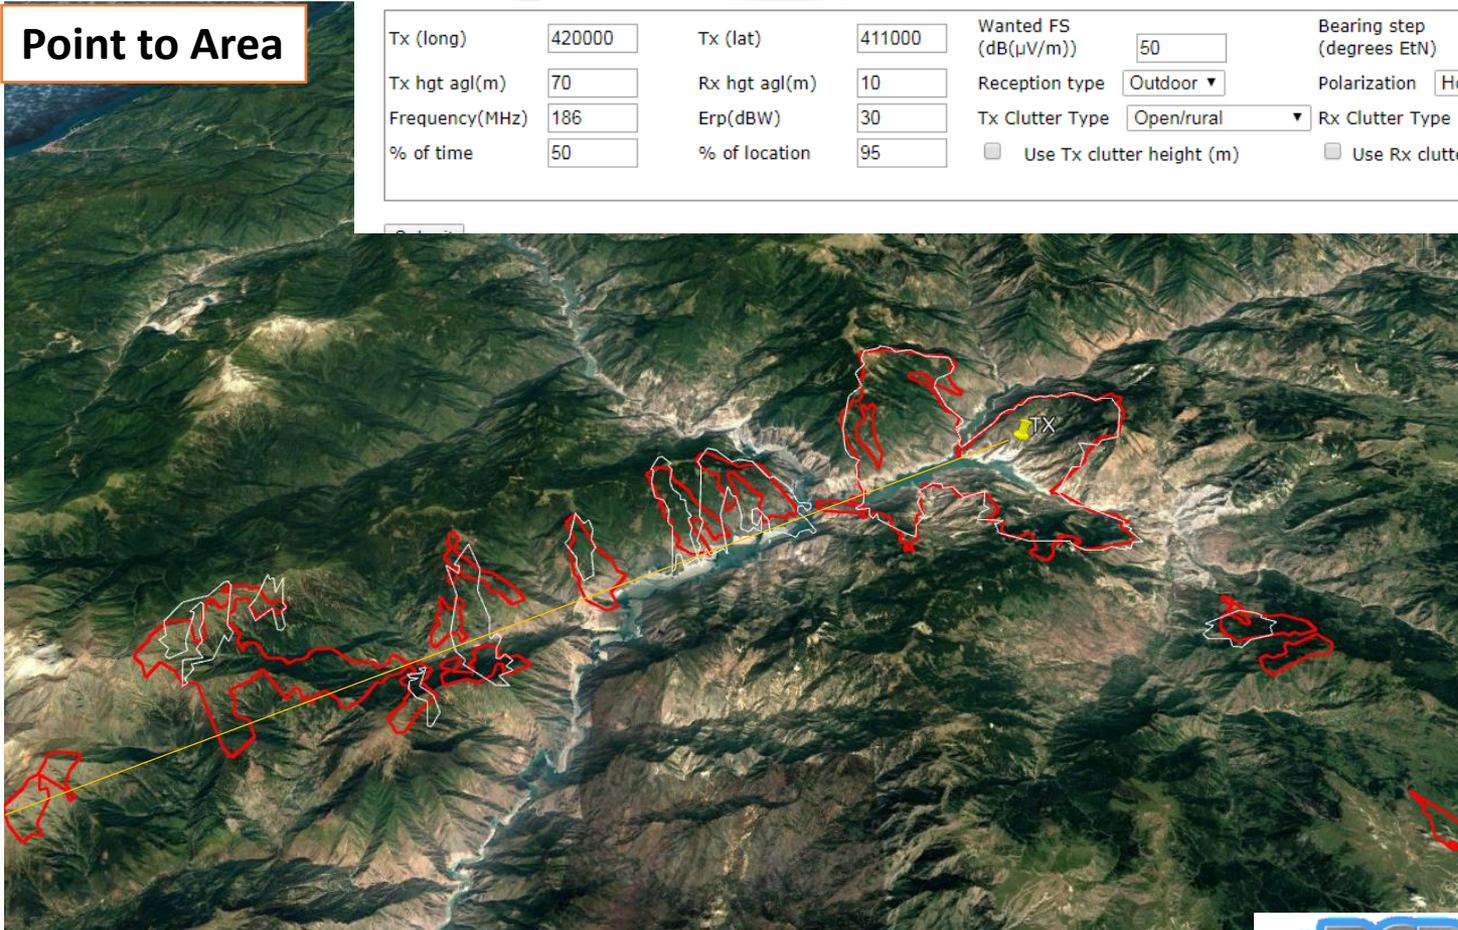 Point to Area
Tx (long) 420000 Tx (lat) 411000 Wanted FS (dB(µV/m)) 50 Bearing step (degrees EtN)
Tx hgt agl(m) 70 Rx hgt agl(m) 10 Reception type Outdoor Polarization
Frequency(MHz) 186 Erp(dBW) 30 Tx Clutter Type Open/rural Rx Clutter Type
% of time 50 % of location 95 Use Tx clutter height (m) Use Rx
TX